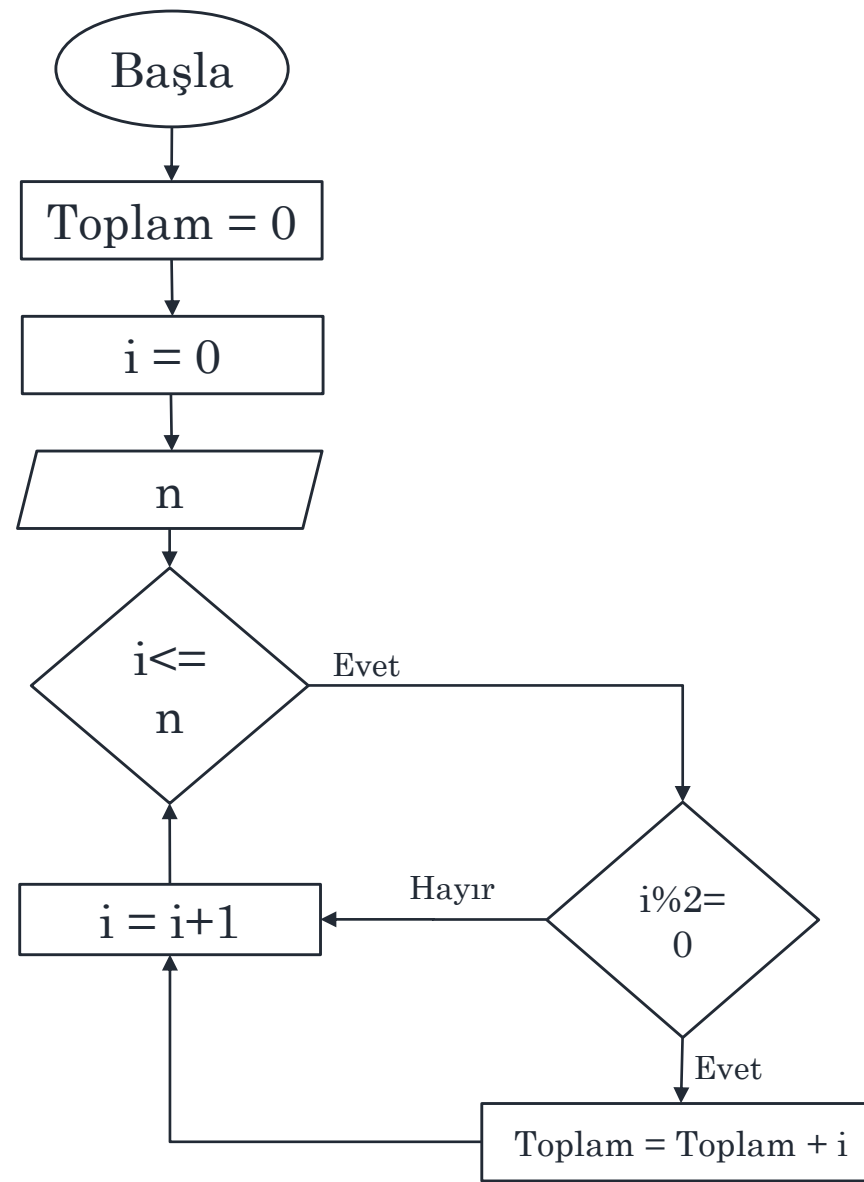 Başla
Toplam = 0
i = 0
n
i<=
n
Evet
i%2=
0
Hayır
i = i+1
Evet
Toplam = Toplam + i